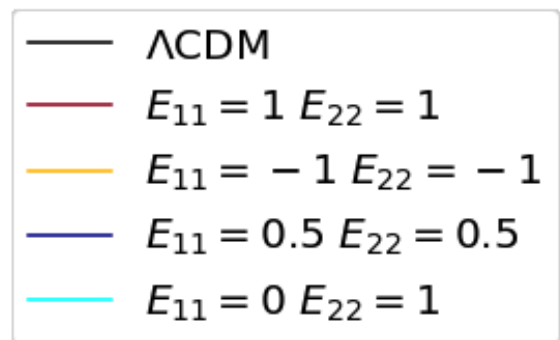 ΛCDM
E₁₁ = 1 E₂₂ = 1
E₁₁ = −1 E₂₂ = −1
E₁₁ = 0.5 E₂₂ = 0.5
E₁₁ = 0 E₂₂ = 1